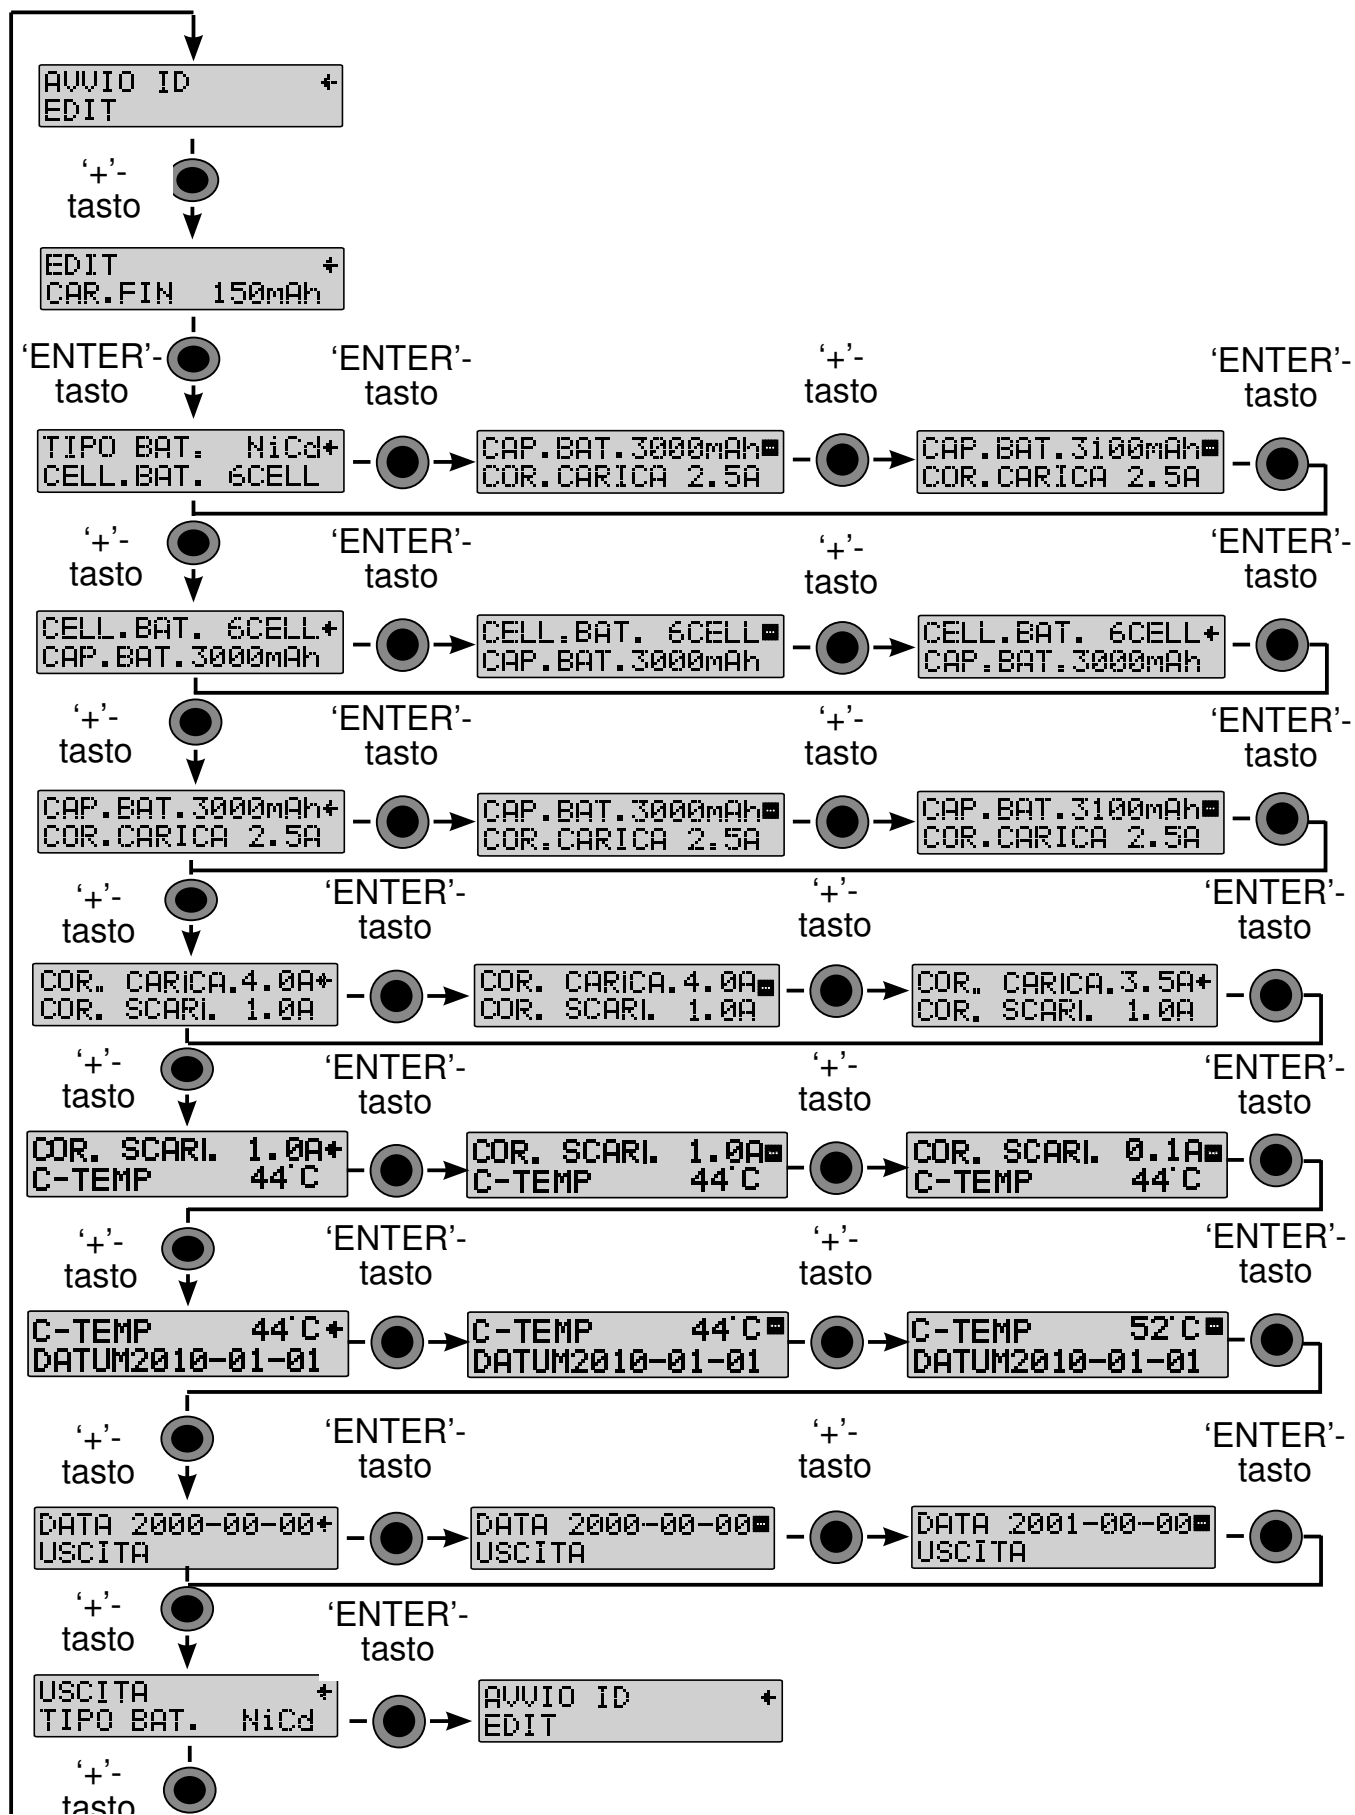 AVVIO ID
EDIT
‘+’-
tasto
EDIT
CAR.FIN 150mAh
‘ENTER’-
tasto
‘ENTER’-
tasto
‘+’-
tasto
‘ENTER’-
tasto
TIPO BAT. NiCd
CELL.BAT. 6CELL
CAP.BAT.3000mAh
COR.CARICA 2.5A
CAP.BAT.3100mAh
COR.CARICA 2.5A
‘+’-
tasto
‘ENTER’-
tasto
‘+’-
tasto
‘ENTER’-
tasto
CELL.BAT. 6CELL
CAP.BAT.3000mAh
CELL.BAT. 6CELL
CAP.BAT.3000mAh
CELL.BAT. 6CELL
CAP.BAT.3000mAh
‘+’-
tasto
‘ENTER’-
tasto
‘+’-
tasto
‘ENTER’-
tasto
CAP.BAT.3000mAh
COR.CARICA 2.5A
CAP.BAT.3000mAh
COR.CARICA 2.5A
CAP.BAT.3100mAh
COR.CARICA 2.5A
‘+’-
tasto
‘ENTER’-
tasto
‘+’-
tasto
‘ENTER’-
tasto
COR. CARICA.4.0A
COR. SCARI. 1.0A
COR. CARICA.4.0A
COR. SCARI. 1.0A
COR. CARICA.3.5A
COR. SCARI. 1.0A
‘+’-
tasto
‘ENTER’-
tasto
‘+’-
tasto
‘ENTER’-
tasto
COR. SCARI. 1.0A
C-TEMP 44°C
COR. SCARI. 1.0A
C-TEMP 44°C
COR. SCARI. 0.1A
C-TEMP 44°C
‘+’-
tasto
‘ENTER’-
tasto
‘+’-
tasto
‘ENTER’-
tasto
C-TEMP 44°C
DATUM2010-01-01
C-TEMP 44°C
DATUM2010-01-01
C-TEMP 52°C
DATUM2010-01-01
‘+’-
tasto
‘ENTER’-
tasto
‘+’-
tasto
‘ENTER’-
tasto
DATA 2000-00-00
USCITA
DATA 2000-00-00
USCITA
DATA 2001-00-00
USCITA
‘+’-
tasto
‘ENTER’-
tasto
USCITA
TIPO BAT. NiCd
AVVIO ID
EDIT
‘+’-
tasto